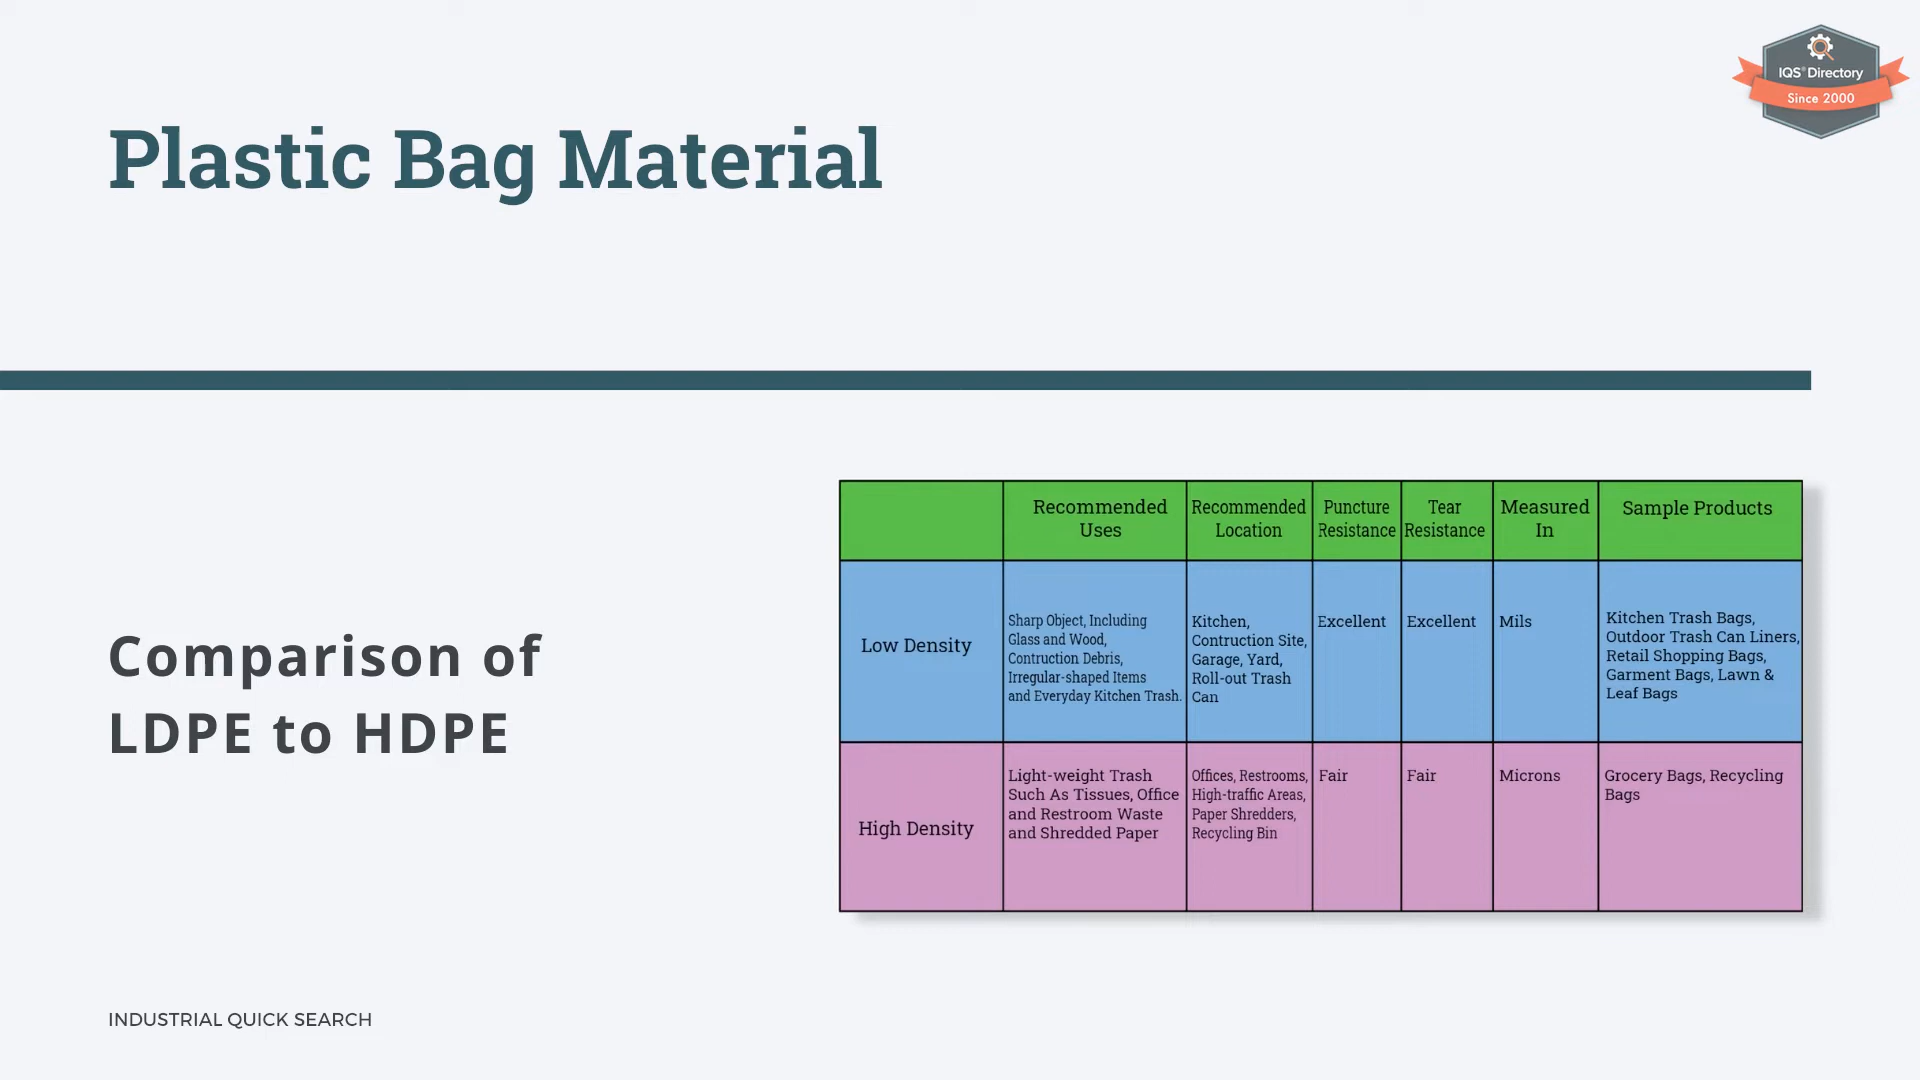 IQS® Directory
Since 2000
Plastic Bag Material
Comparison of
LDPE to HDPE
Recommended
Uses
Recommended
Location
Puncture
Resistance
Tear
Resistance
Measured
In
Sample Products
Low Density
Sharp Object, Including
Glass and Wood,
Contruction Debris,
Irregular-shaped Items
and Everyday Kitchen Trash.
Kitchen,
Contruction Site,
Garage, Yard,
Roll-out Trash
Can
Excellent
Excellent
Mils
Kitchen Trash Bags,
Outdoor Trash Can Liners,
Retail Shopping Bags,
Garment Bags, Lawn &
Leaf Bags
High Density
Light-weight Trash
Such As Tissues, Office
and Restroom Waste
and Shredded Paper
Offices, Restrooms,
High-traffic Areas,
Paper Shredders,
Recycling Bin
Fair
Fair
Microns
Grocery Bags, Recycling
Bags
INDUSTRIAL QUICK SEARCH